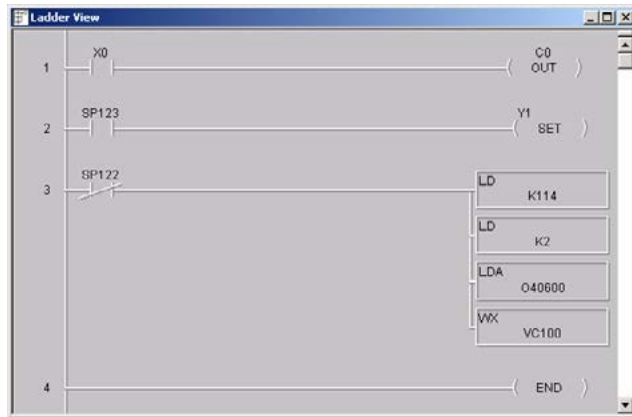 Ladder View
X0
C0
1
OUT
SP123
Y1
2
SET
SP122
3
LD
K114
LD
K2
LDA
O40600
WX
VC100
4
END